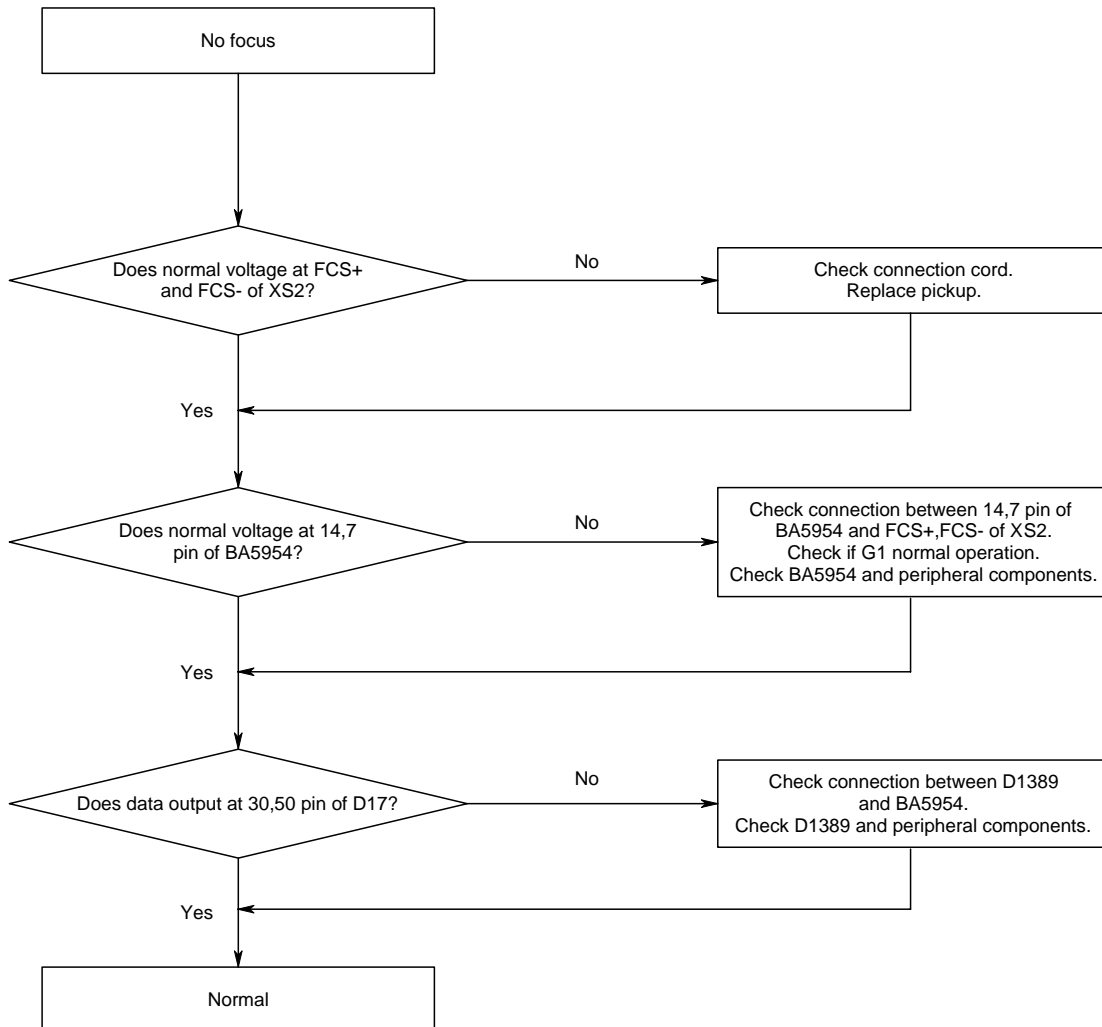 No focus
Does normal voltage at FCS+
and FCS- of XS2?
No
Check connection cord.
Replace pickup.
Yes
Does normal voltage at 14,7
pin of BA5954?
No
Check connection between 14,7 pin of
BA5954 and FCS+,FCS- of XS2.
Check if G1 normal operation.
Check BA5954 and peripheral components.
Yes
Does data output at 30,50 pin of D17?
No
Check connection between D1389
and BA5954.
Check D1389 and peripheral components.
Yes
Normal